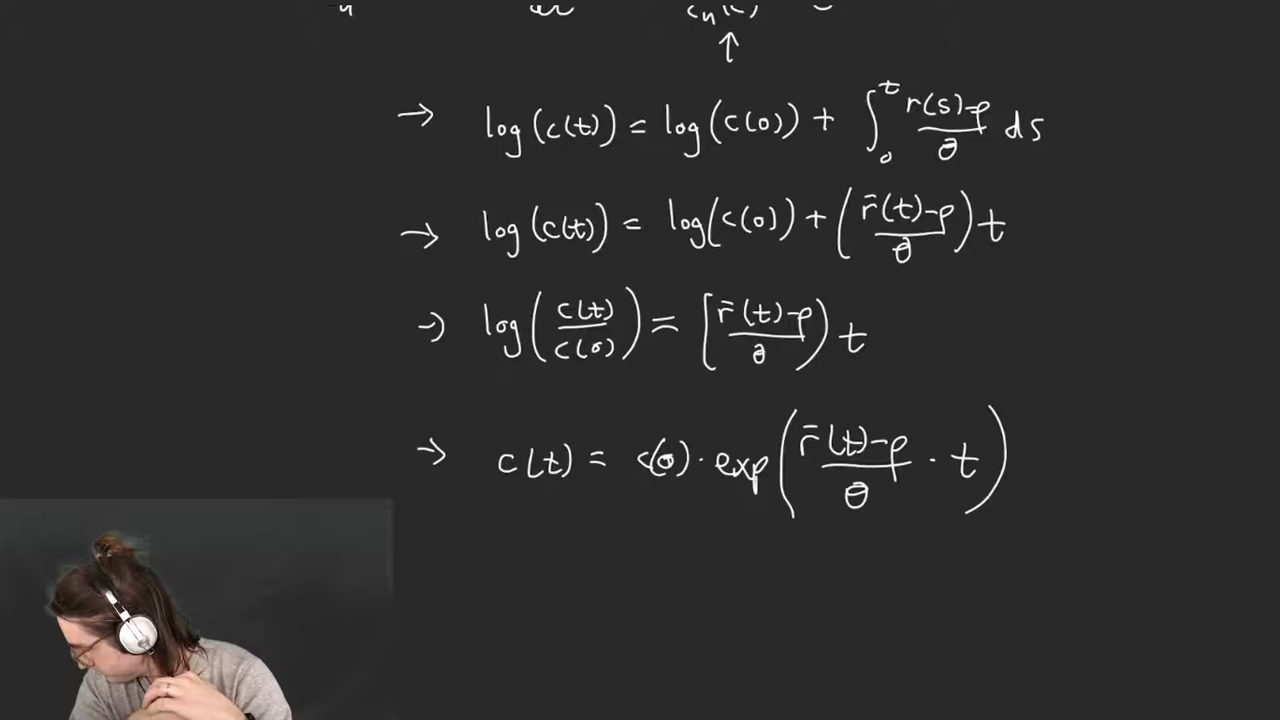 → log(c(t)) = log(c(0)) + ∫₀ᵗ (r(s)-ρ)/θ ds
→ log(c(t)) = log(c(0)) + ((r̄(t)-ρ)/θ) t
→ log(c(t)/c(0)) = [(r̄(t)-ρ)/θ) t
→ c(t) = c(0) · exp((r̄(t)-ρ)/θ · t)